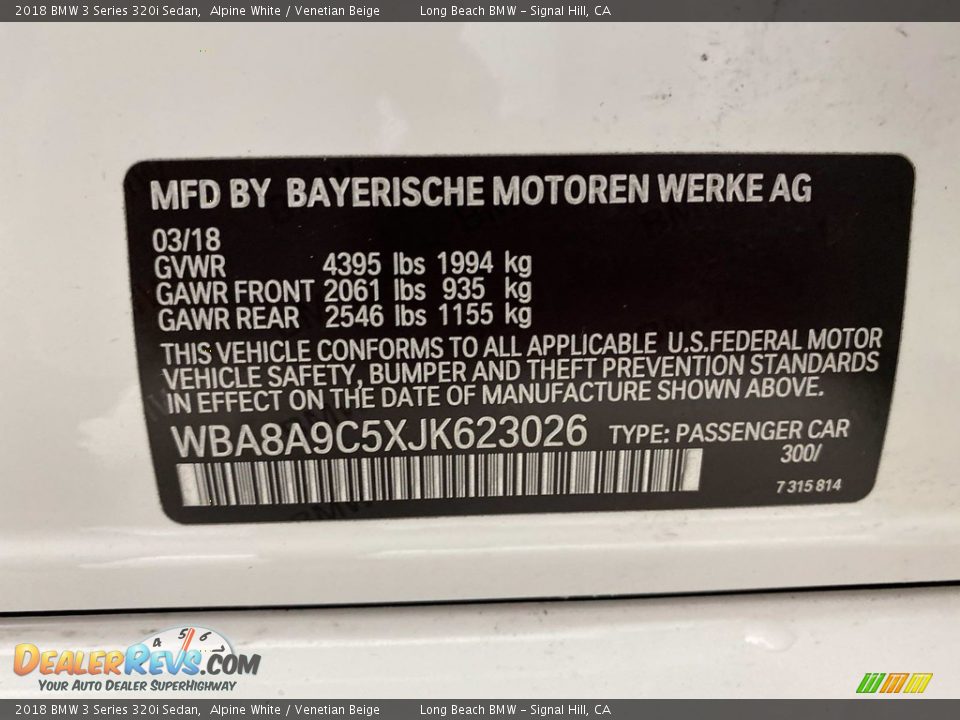 2018 BMW 3 Series 320i Sedan,  Alpine White / Venetian Beige  Long Beach BMW - Signal Hill, CA
MFD BY BAYERISCHE MOTOREN WERKE AG
03/18
GVWR 4395 lbs 1994 kg
GAWR FRONT 2061 lbs 935 kg
GAWR REAR 2546 lbs 1155 kg
THIS VEHICLE CONFORMS TO ALL APPLICABLE U.S.FEDERAL MOTOR
VEHICLE SAFETY, BUMPER AND THEFT PREVENTION STANDARDS
IN EFFECT ON THE DATE OF MANUFACTURE SHOWN ABOVE.
WBA8A9C5XJK623026 TYPE: PASSENGER CAR
300/
7 315 814
4 5 6
DEALERREVS.COM
YOUR AUTO DEALER SUPERHIGHWAY
2018 BMW 3 Series 320i Sedan,  Alpine White / Venetian Beige  Long Beach BMW - Signal Hill, CA